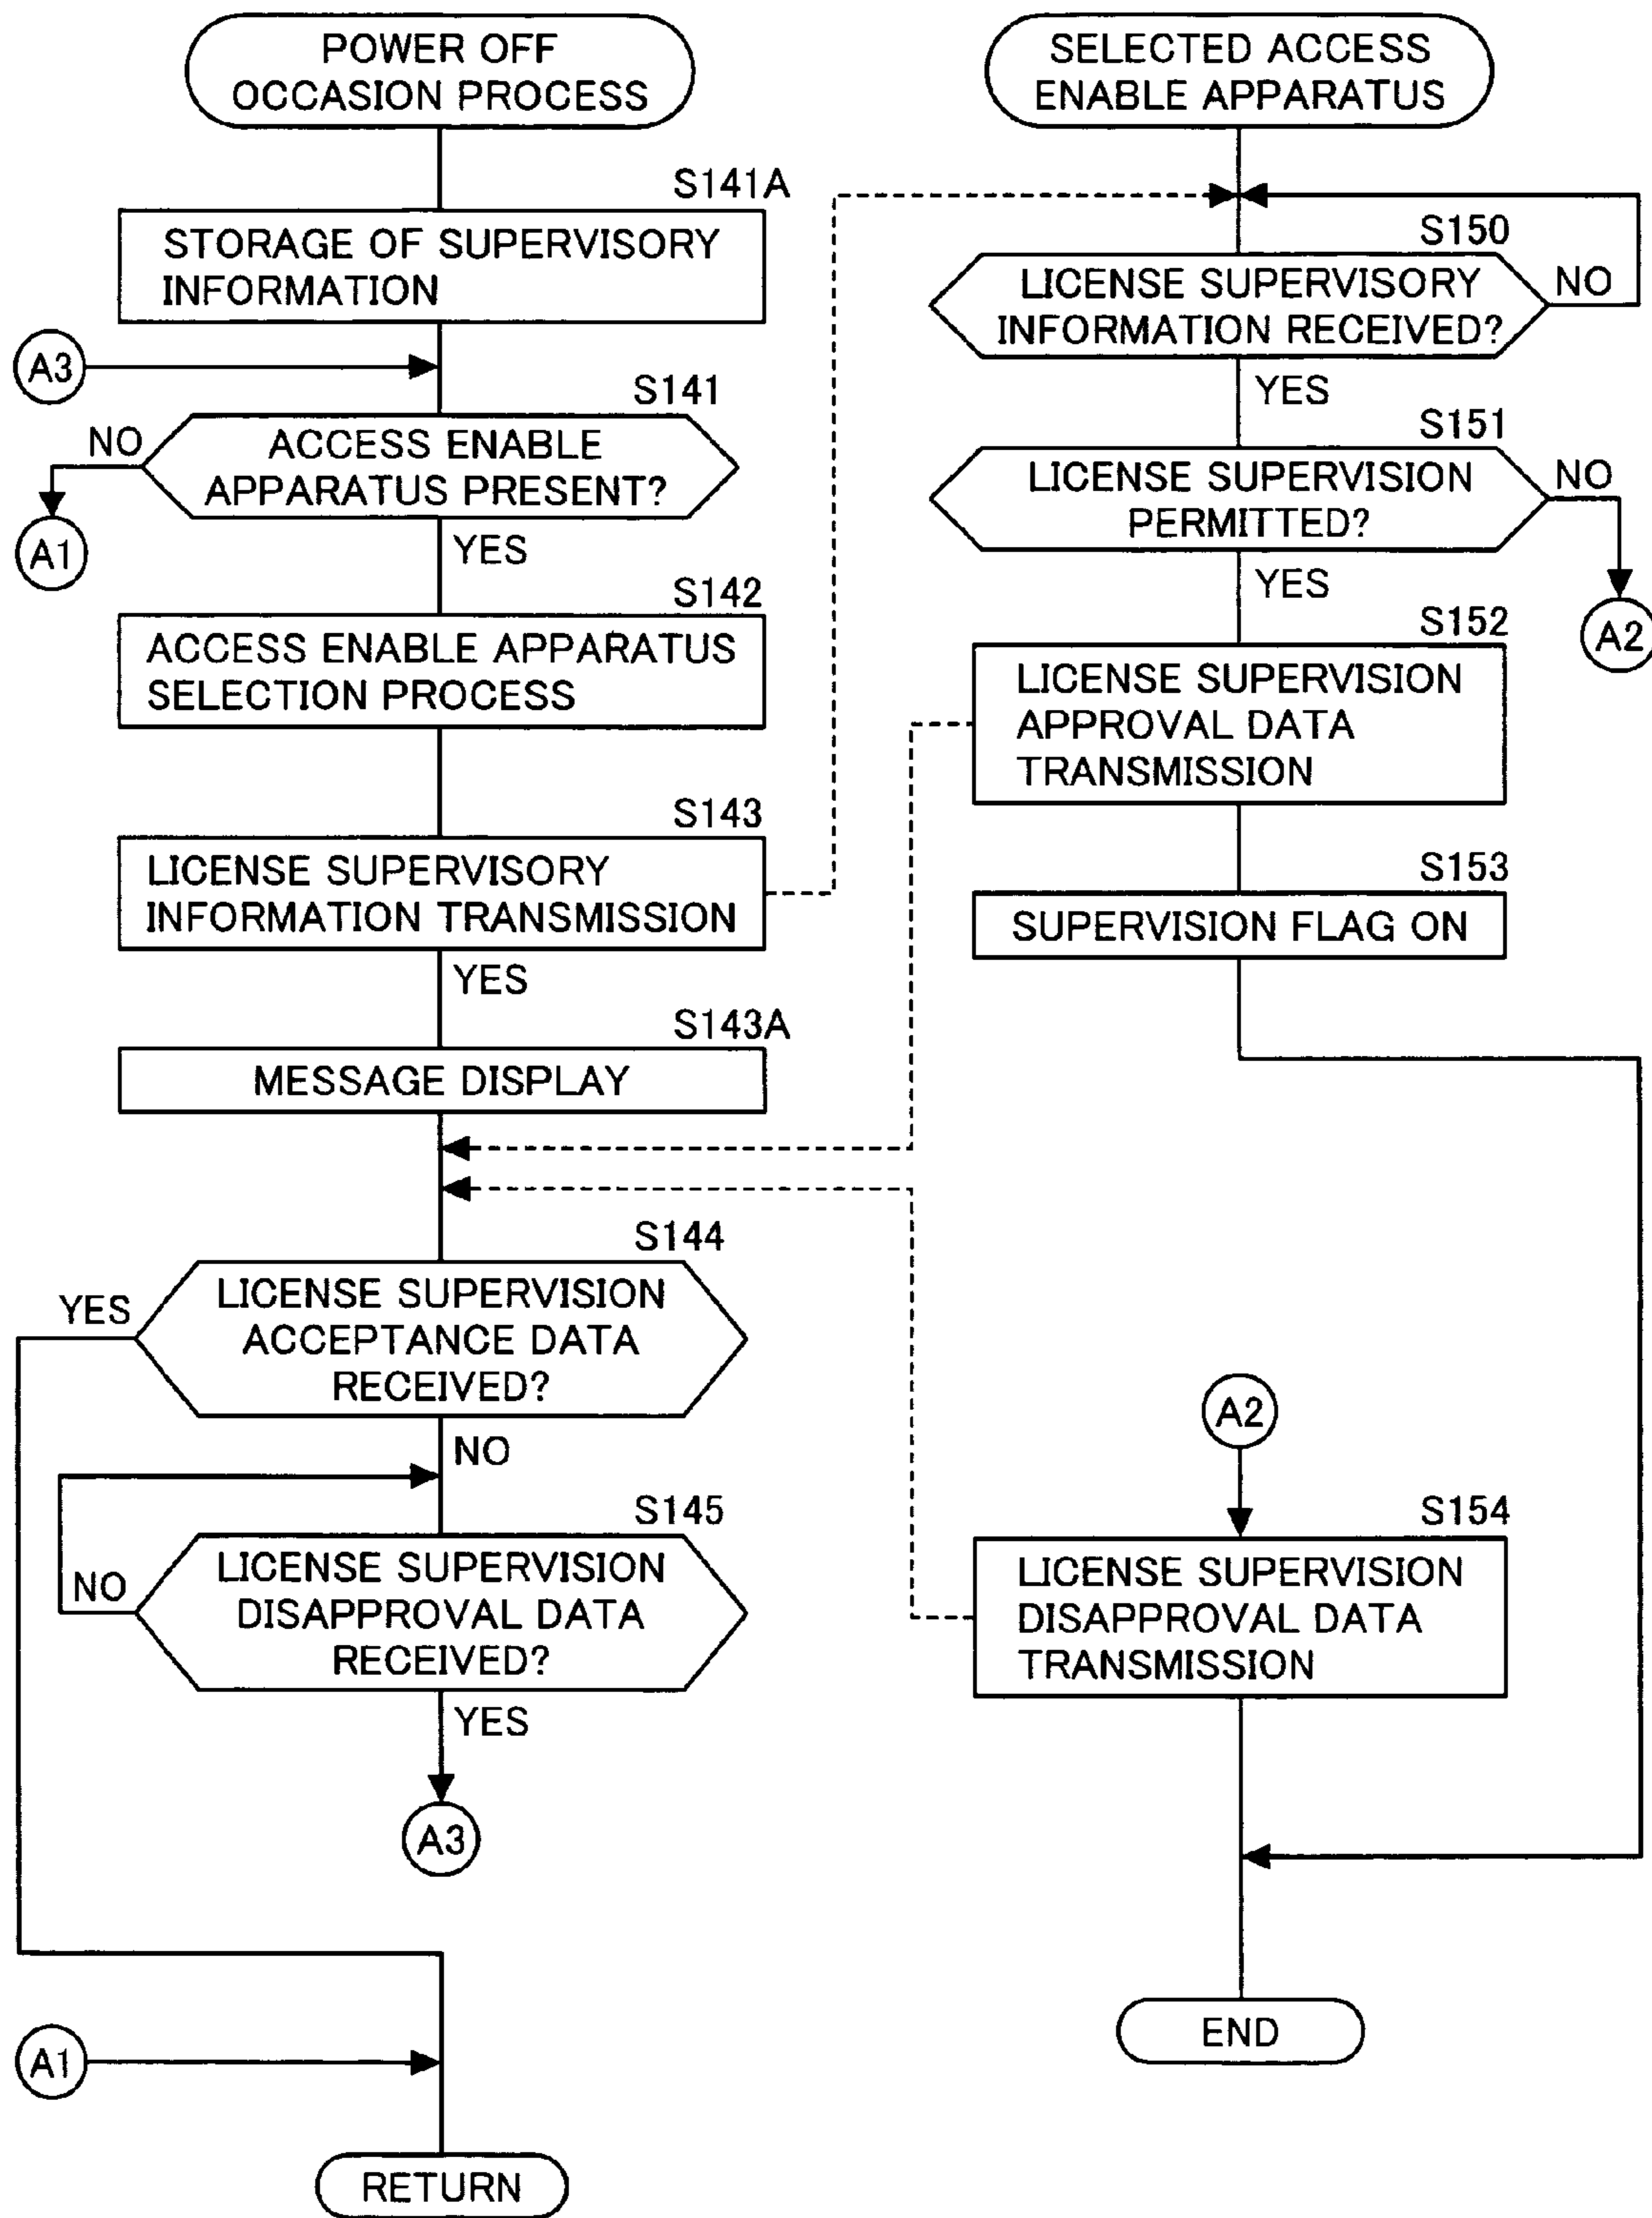 POWER OFF
OCCASION PROCESS
S141A
STORAGE OF SUPERVISORY
INFORMATION
A3
S141
NO
ACCESS ENABLE
APPARATUS PRESENT?
A1
YES
S142
ACCESS ENABLE APPARATUS
SELECTION PROCESS
S143
LICENSE SUPERVISORY
INFORMATION TRANSMISSION
YES
S143A
MESSAGE DISPLAY
S144
YES
LICENSE SUPERVISION
ACCEPTANCE DATA
RECEIVED?
NO
S145
LICENSE SUPERVISION
NO
DISAPPROVAL DATA
RECEIVED?
YES
A3
A1
RETURN
SELECTED ACCESS
ENABLE APPARATUS
S150
LICENSE SUPERVISORY
NO
INFORMATION RECEIVED?
YES
S151
LICENSE SUPERVISION
NO
PERMITTED?
YES
A2
S152
LICENSE SUPERVISION
APPROVAL DATA
TRANSMISSION
S153
SUPERVISION FLAG ON
A2
S154
LICENSE SUPERVISION
DISAPPROVAL DATA
TRANSMISSION
END